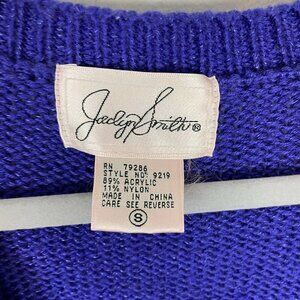 Jaclyn Smith®
RN 79286
STYLE NO: 9219
89% ACRYLIC
11% NYLON
MADE IN CHINA
CARE SEE REVERSE
S